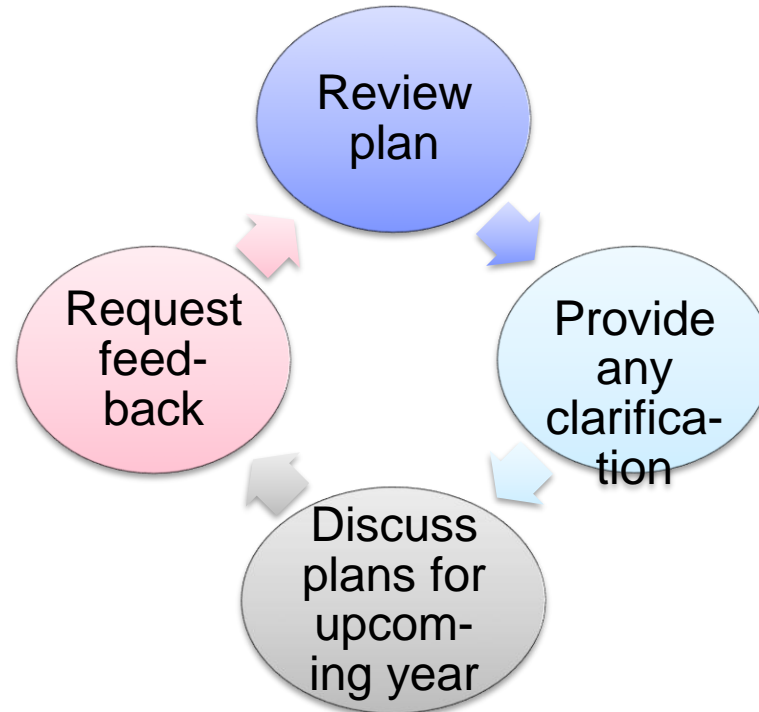 Review
plan
Provide
any
clarifica-
tion
Discuss
plans for
upcom-
ing year
Request
feed-
back